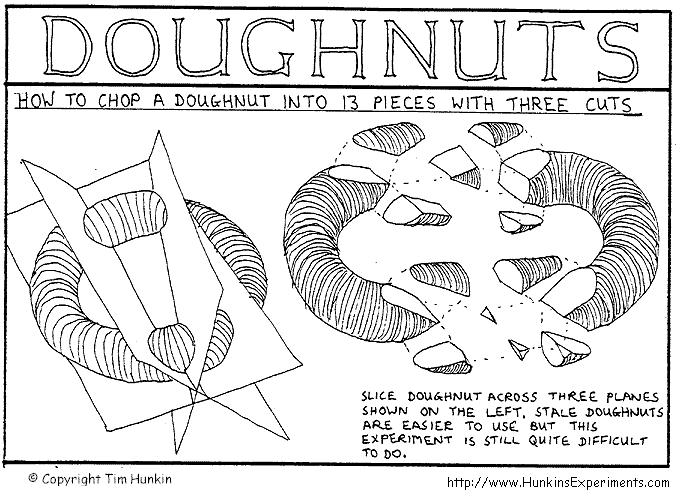 DOUGHNUTS
HOW TO CHOP A DOUGHNUT INTO 13 PIECES WITH THREE CUTS
SLICE DOUGHNUT ACROSS THREE PLANES
SHOWN ON THE LEFT. STALE DOUGHNUTS
ARE EASIER TO USE BUT THIS
EXPERIMENT IS STILL QUITE DIFFICULT
TO DO.
© Copyright Tim Hunkin
http://www.HunkinsExperiments.com